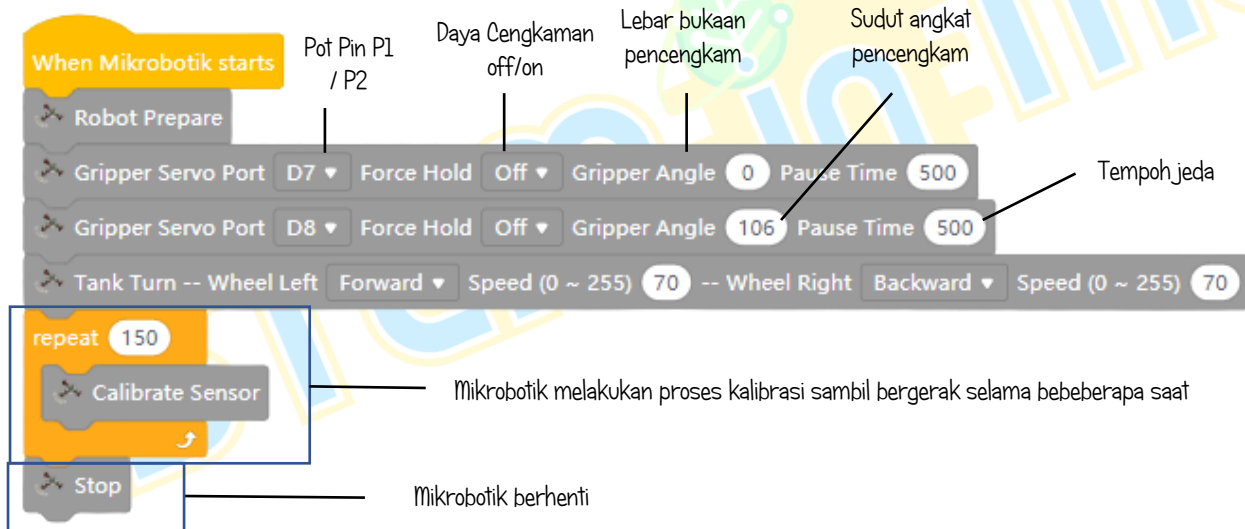 Pot Pin P1
/ P2
Daya Cengkaman
off/on
Lebar bukaan
pencengkam
Sudut angkat
pencengkam
When Mikrobotik starts
Robot Prepare
Gripper Servo Port D7 Force Hold Off Gripper Angle 0 Pause Time 500
Tempoh jeda
Gripper Servo Port D8 Force Hold Off Gripper Angle 106 Pause Time 500
Tank Turn -- Wheel Left Forward Speed (0 ~ 255) 70 -- Wheel Right Backward Speed (0 ~ 255) 70
repeat 150
Calibrate Sensor
Mikrobotik melakukan proses kalibrasi sambil bergerak selama bebeberapa saat
Stop
Mikrobotik berhenti